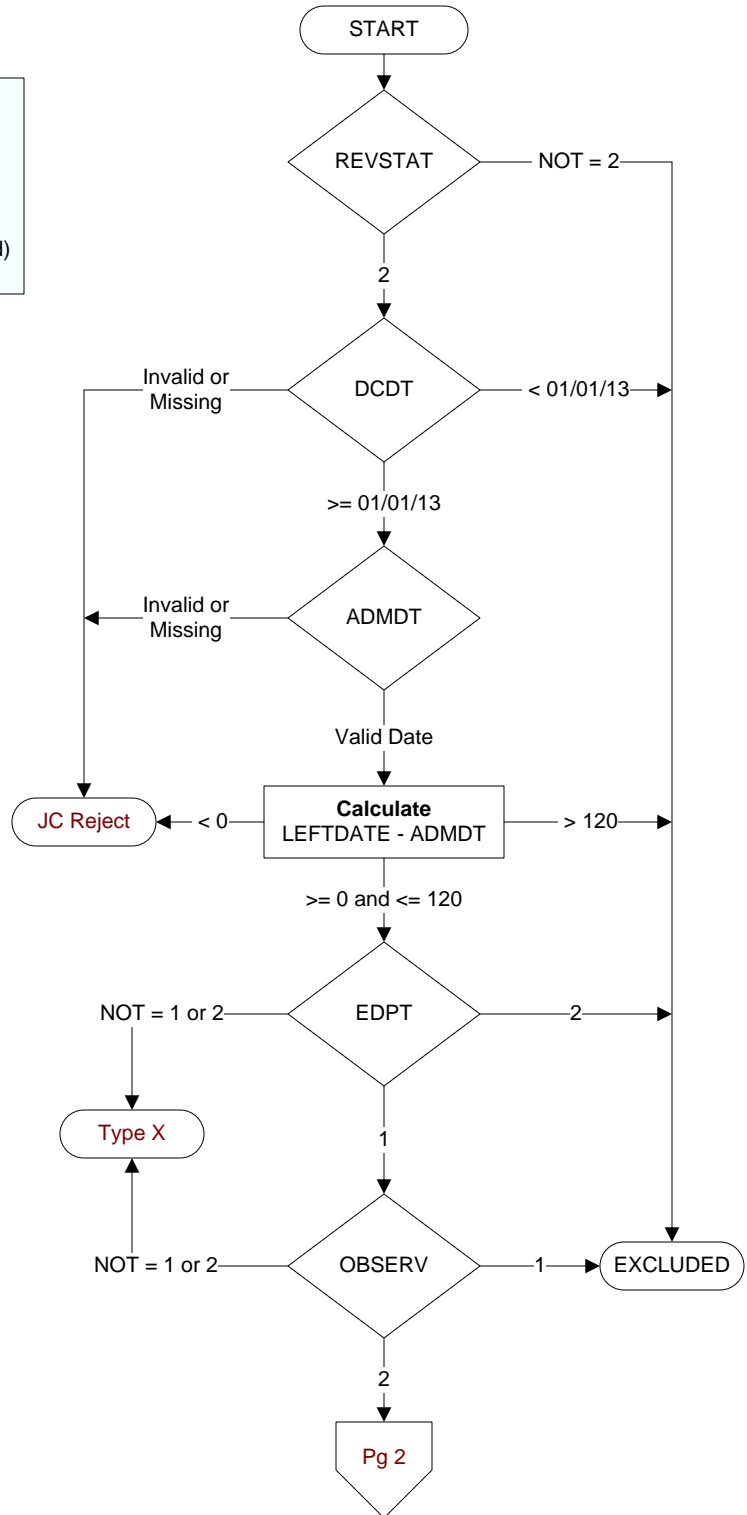 START
REVSTAT
NOT = 2
2
Invalid or
Missing
DCDT
< 01/01/13
>= 01/01/13
Invalid or
Missing
ADMDT
Valid Date
JC Reject
< 0
Calculate
LEFTDATE - ADMDT
> 120
>= 0 and <= 120
NOT = 1 or 2
EDPT
2
Type X
1
NOT = 1 or 2
OBSERV
1
EXCLUDED
2
Pg 2